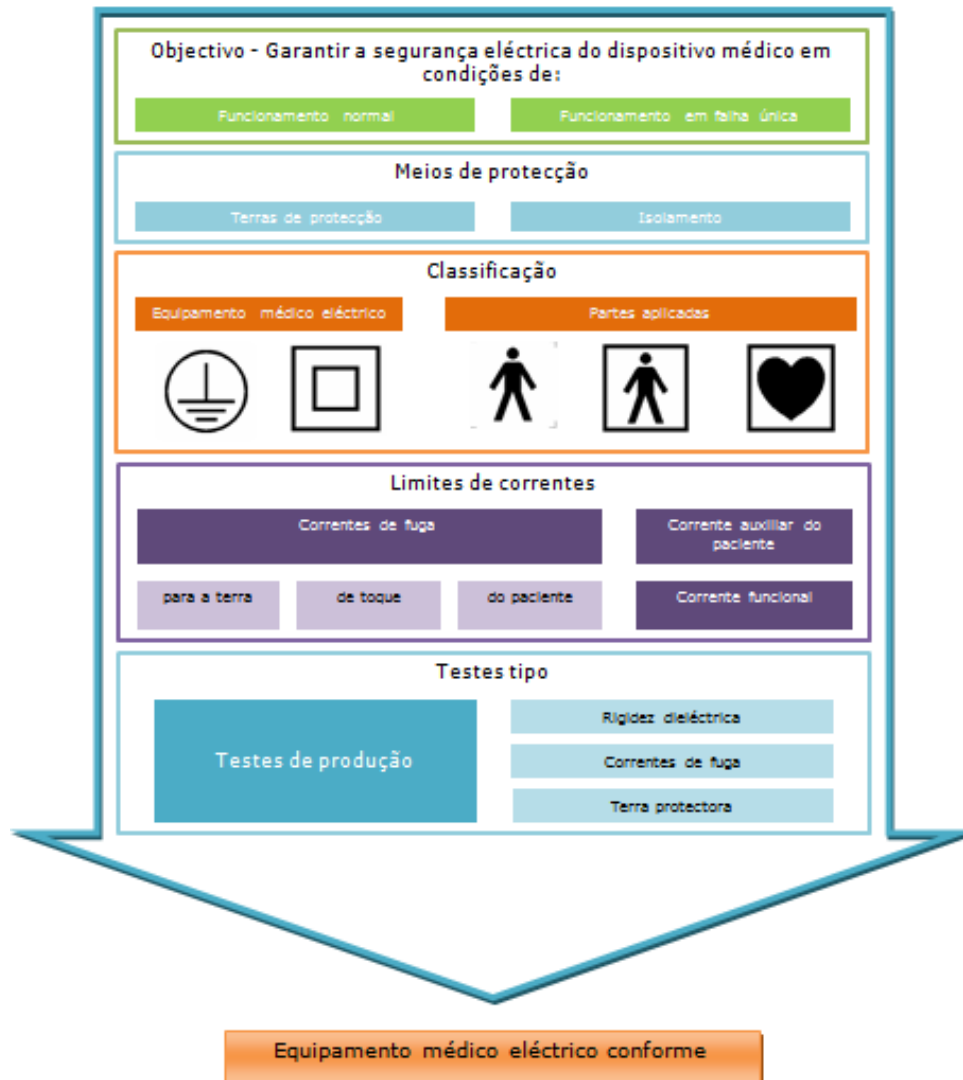 Objectivo - Garantir a segurança eléctrica do dispositivo médico em
condições de:
Funcionamento normal
Funcionamento em falha única
Meios de protecção
Terras de protecção
Isolamento
Classificação
Equipamento médico eléctrico
Partes aplicadas
Limites de correntes
Correntes de fuga
Corrente auxiliar do
paciente
para a terra
de toque
do paciente
Corrente funcional
Testes tipo
Testes de produção
Rigidez dieléctrica
Correntes de fuga
Terra protectora
Equipamento médico eléctrico conforme